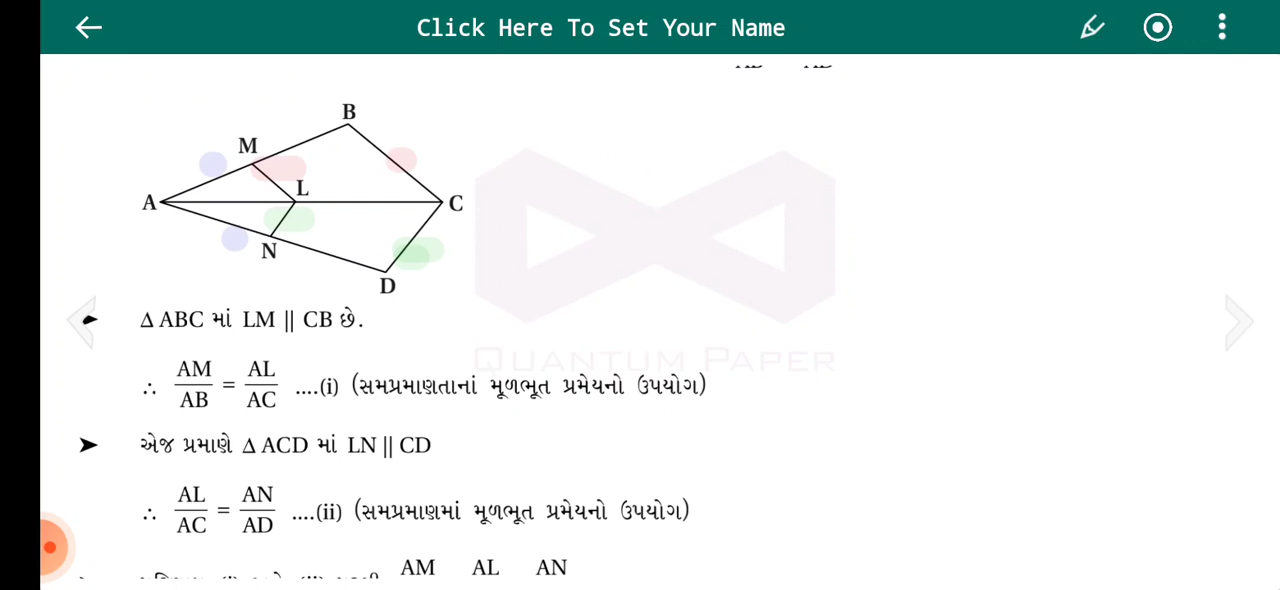 Click Here To Set Your Name
B
M
L
A
C
N
D
∆ ABC માં LM || CB છે.
∴ AM/AB = AL/AC ....(i) (સમપ્રમાણતાનાં મૂળભૂત પ્રમેયનો ઉપયોગ)
QUANTUM PAPER
➤ એજ પ્રમાણે ∆ ACD માં LN || CD
∴ AL/AC = AN/AD ....(ii) (સમપ્રમાણમાં મૂળભૂત પ્રમેયનો ઉપયોગ)
AM AL AN